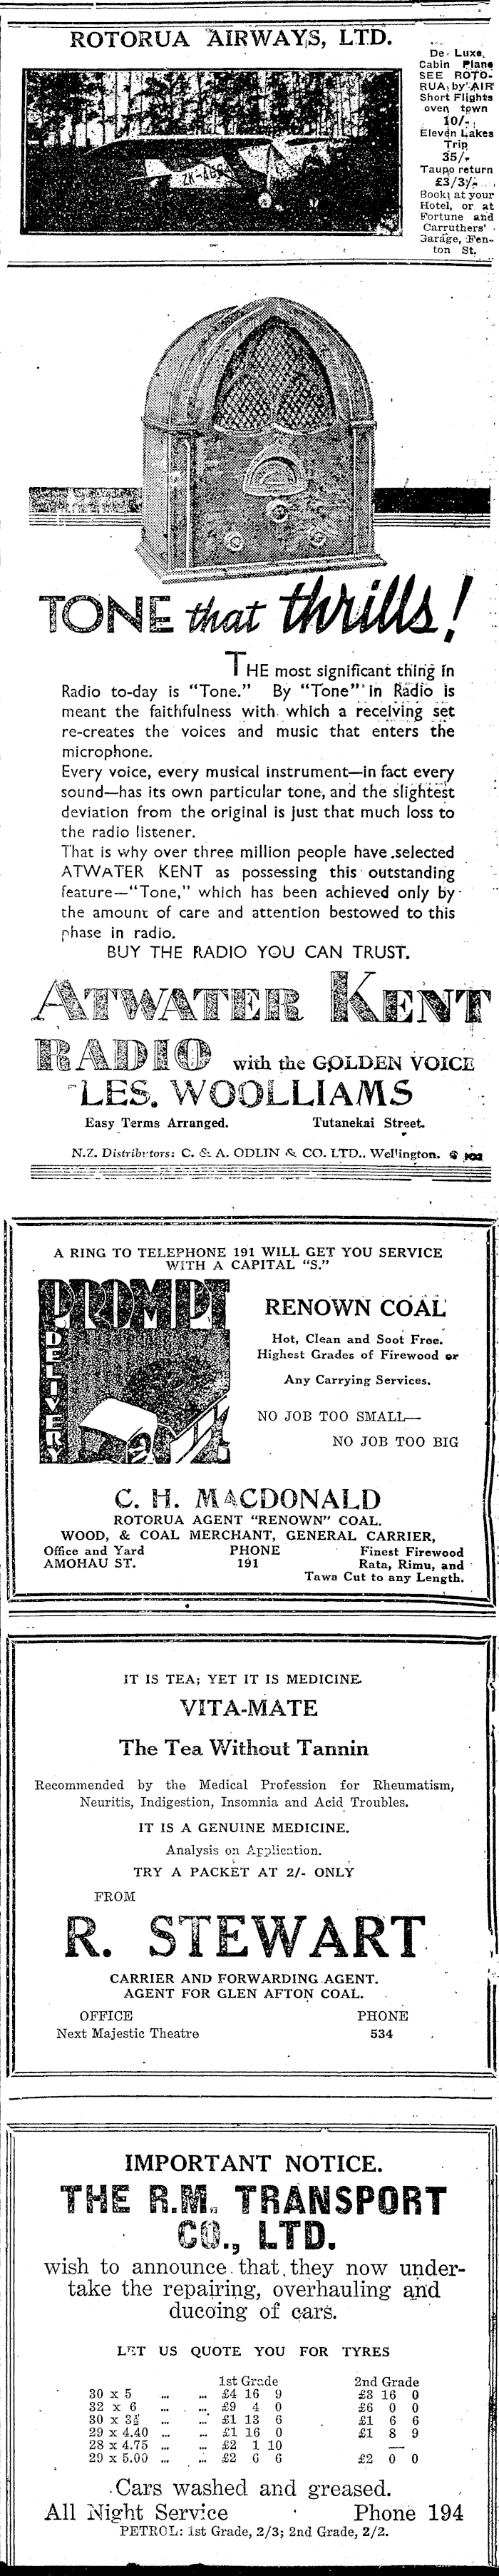 ROTORUA AIRWAYS, LTD.
De Luxe
Cabin Plane
SEE ROTO-
RUA by AIR
Short Flights
over town
10/-
Eleven Lakes
Trip
35/-
Taupo return
£3/3/-
Book at your
Hotel, or at
Fortune and
Carruthers'
Garage, Fen-
ton St.
TONE that thrills!
THE most significant thing in
Radio to-day is "Tone." By "Tone" in Radio is
meant the faithfulness with which a receiving set
re-creates the voices and music that enters the
microphone.
Every voice, every musical instrument—in fact every
sound—has its own particular tone, and the slightest
deviation from the original is just that much loss to
the radio listener.
That is why over three million people have selected
ATWATER KENT as possessing this outstanding
feature—"Tone," which has been achieved only by
the amount of care and attention bestowed to this
phase in radio.
BUY THE RADIO YOU CAN TRUST.
ATWATER KENT
RADIO with the GOLDEN VOICE
LES. WOOLLIAMS
Easy Terms Arranged. Tutanekai Street.
N.Z. Distributors: C. & A. ODLIN & CO. LTD., Wellington.
A RING TO TELEPHONE 191 WILL GET YOU SERVICE
WITH A CAPITAL "S."
PROMPT
DELIVERY
RENOWN COAL
Hot, Clean and Soot Free.
Highest Grades of Firewood or
Any Carrying Services.
NO JOB TOO SMALL—
NO JOB TOO BIG
C. H. MACDONALD
ROTORUA AGENT "RENOWN" COAL.
WOOD, & COAL MERCHANT, GENERAL CARRIER,
Office and Yard PHONE Finest Firewood
AMOHAU ST. 191 Rata, Rimu, and
Tawa Cut to any Length.
IT IS TEA; YET IT IS MEDICINE
VITA-MATE
The Tea Without Tannin
Recommended by the Medical Profession for Rheumatism,
Neuritis, Indigestion, Insomnia and Acid Troubles.
IT IS A GENUINE MEDICINE.
Analysis on Application.
TRY A PACKET AT 2/- ONLY
FROM
R. STEWART
CARRIER AND FORWARDING AGENT.
AGENT FOR GLEN AFTON COAL.
OFFICE PHONE
Next Majestic Theatre 534
IMPORTANT NOTICE.
THE R.M. TRANSPORT
CO., LTD.
wish to announce that they now under-
take the repairing, overhauling and
ducoing of cars.
LET US QUOTE YOU FOR TYRES
1st Grade 2nd Grade
30 x 5 ... ... £4 16 9 £3 16 0
32 x 6 ... ... £9 4 0 £6 0 0
30 x 3½ ... ... £1 13 6 £1 6 6
29 x 4.40 ... ... £1 16 0 £1 8 9
28 x 4.75 ... ... £2 1 10 —
29 x 5.00 ... ... £2 6 6 £2 0 0
Cars washed and greased.
All Night Service Phone 194
PETROL: 1st Grade, 2/3; 2nd Grade, 2/2.